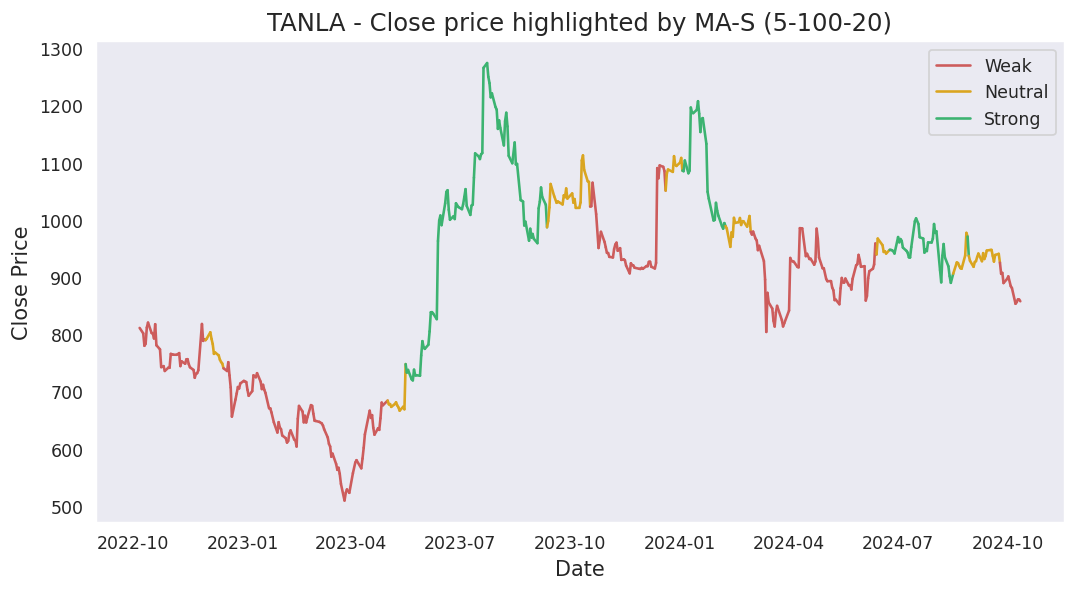 TANLA - Close price highlighted by MA-S (5-100-20)
Weak
Neutral
Strong
Close Price
1300
1200
1100
1000
900
800
700
600
500
2022-10 2023-01 2023-04 2023-07 2023-10 2024-01 2024-04 2024-07 2024-10
Date